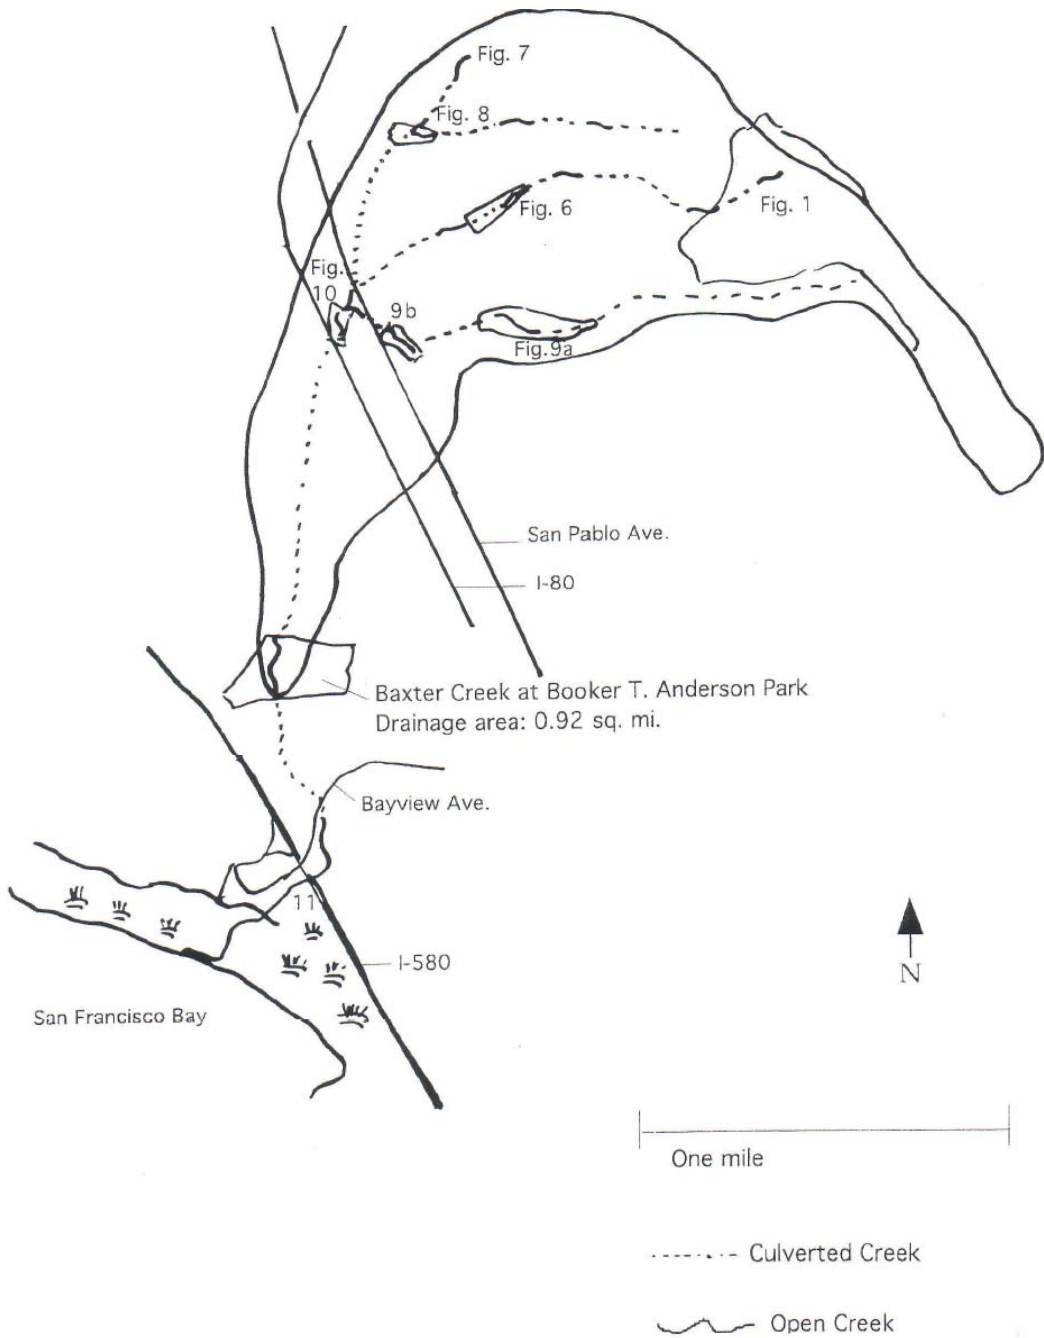 Fig. 7
Fig. 8
Fig. 6
Fig. 1
Fig.
10
9b
Fig.9a
San Pablo Ave.
I-80
Baxter Creek at Booker T. Anderson Park
Drainage area: 0.92 sq. mi.
Bayview Ave.
11
I-580
N
San Francisco Bay
One mile
Culverted Creek
Open Creek